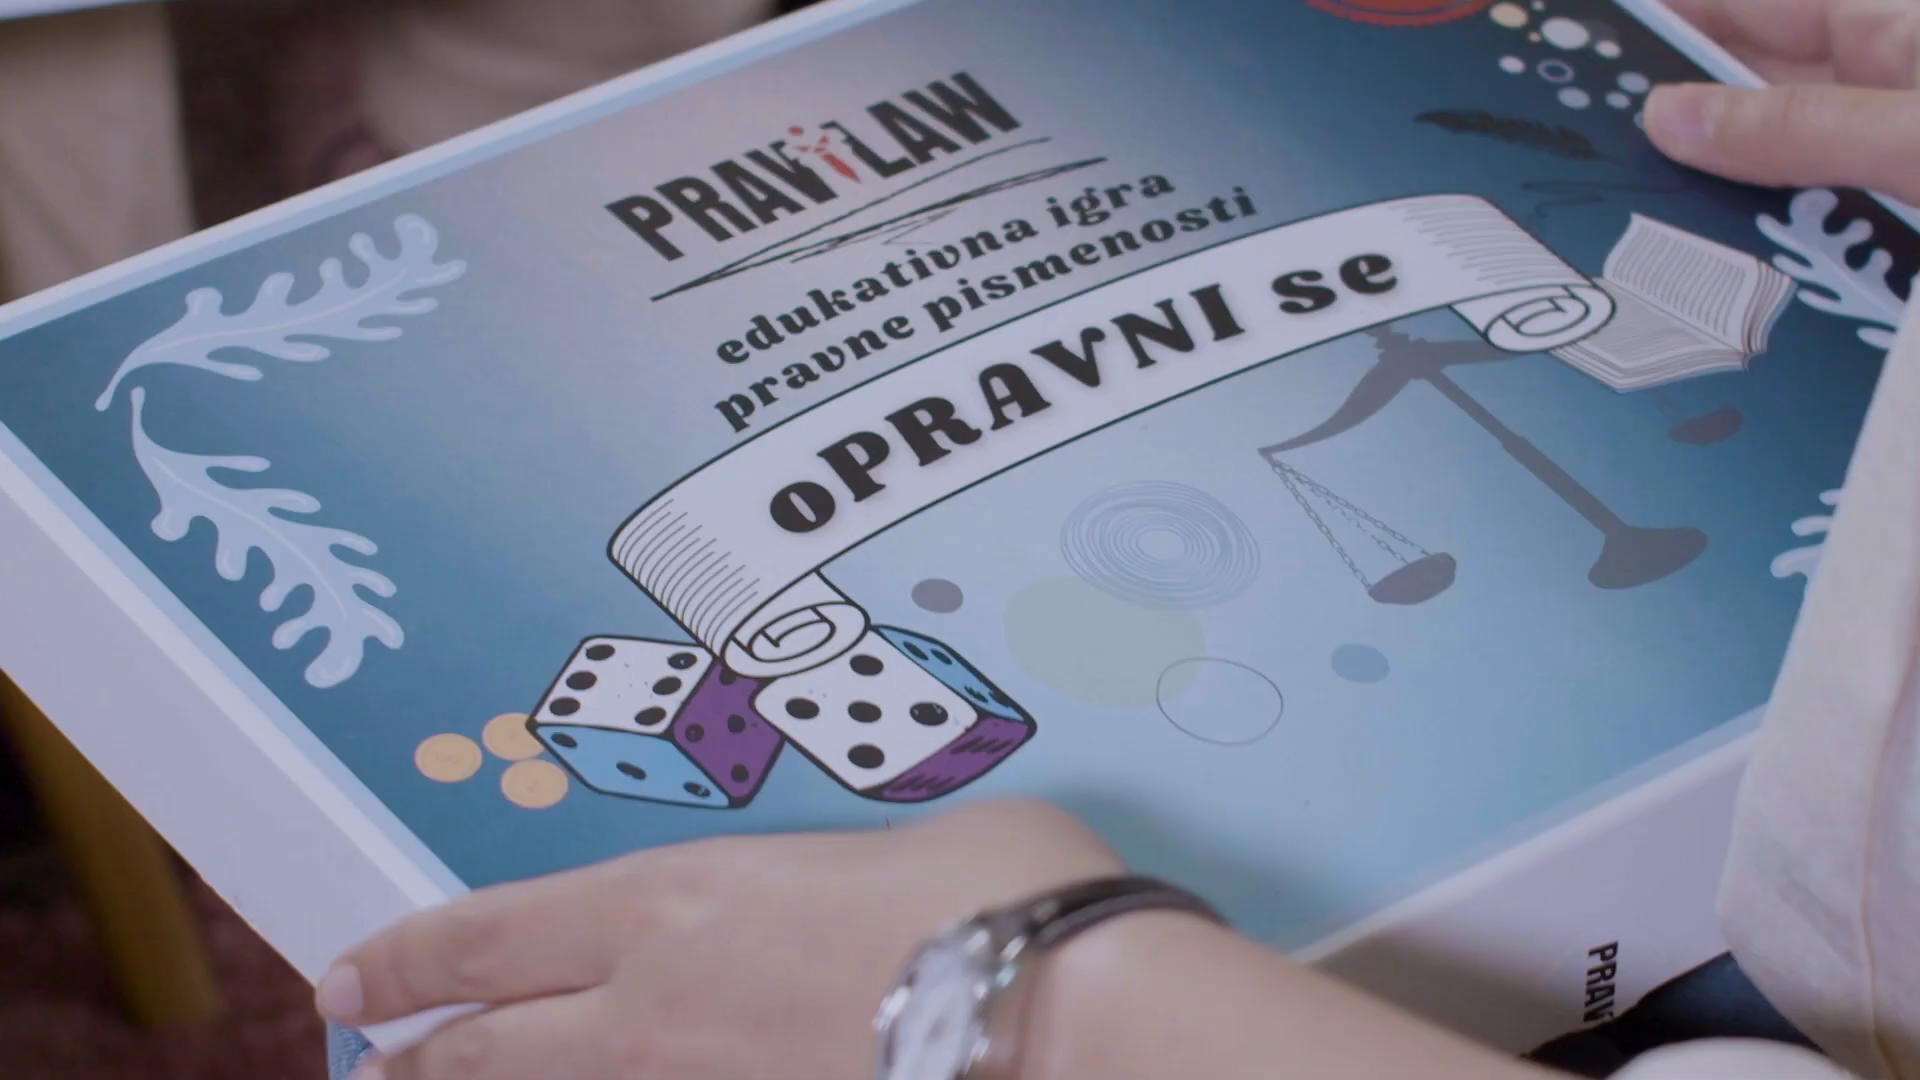 PRAViLAW
edukativna igra
pravne pismenosti
oPRAVNI se
PRAV